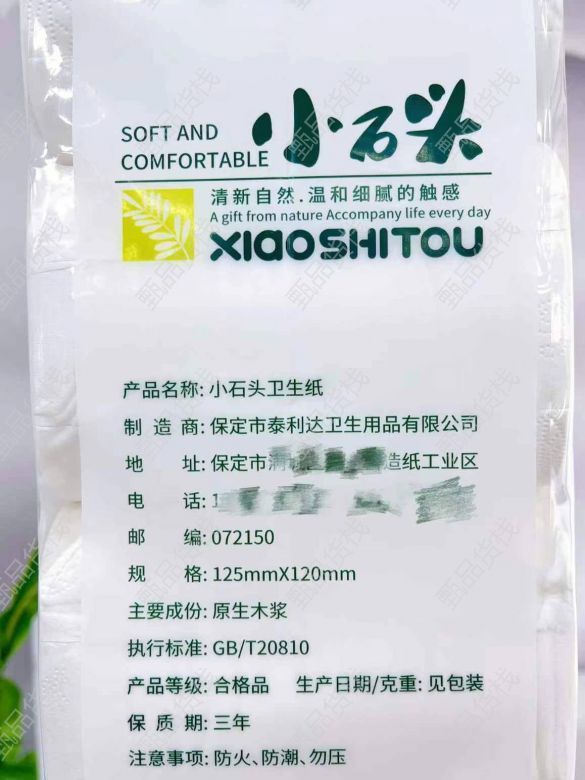 SOFT AND
COMFORTABLE
小石头
清新自然.温和细腻的触感
A gift from nature Accompany life every day
XIAOSHITOU
产品名称: 小石头卫生纸
制 造 商: 保定市泰利达卫生用品有限公司
地 址: 保定市 造纸工业区
电 话: 1
邮 编: 072150
规 格: 125mmX120mm
主要成份: 原生木浆
执行标准: GB/T20810
产品等级: 合格品 生产日期/克重: 见包装
保 质 期: 三年
注意事项: 防火、防潮、勿压
甄品货栈